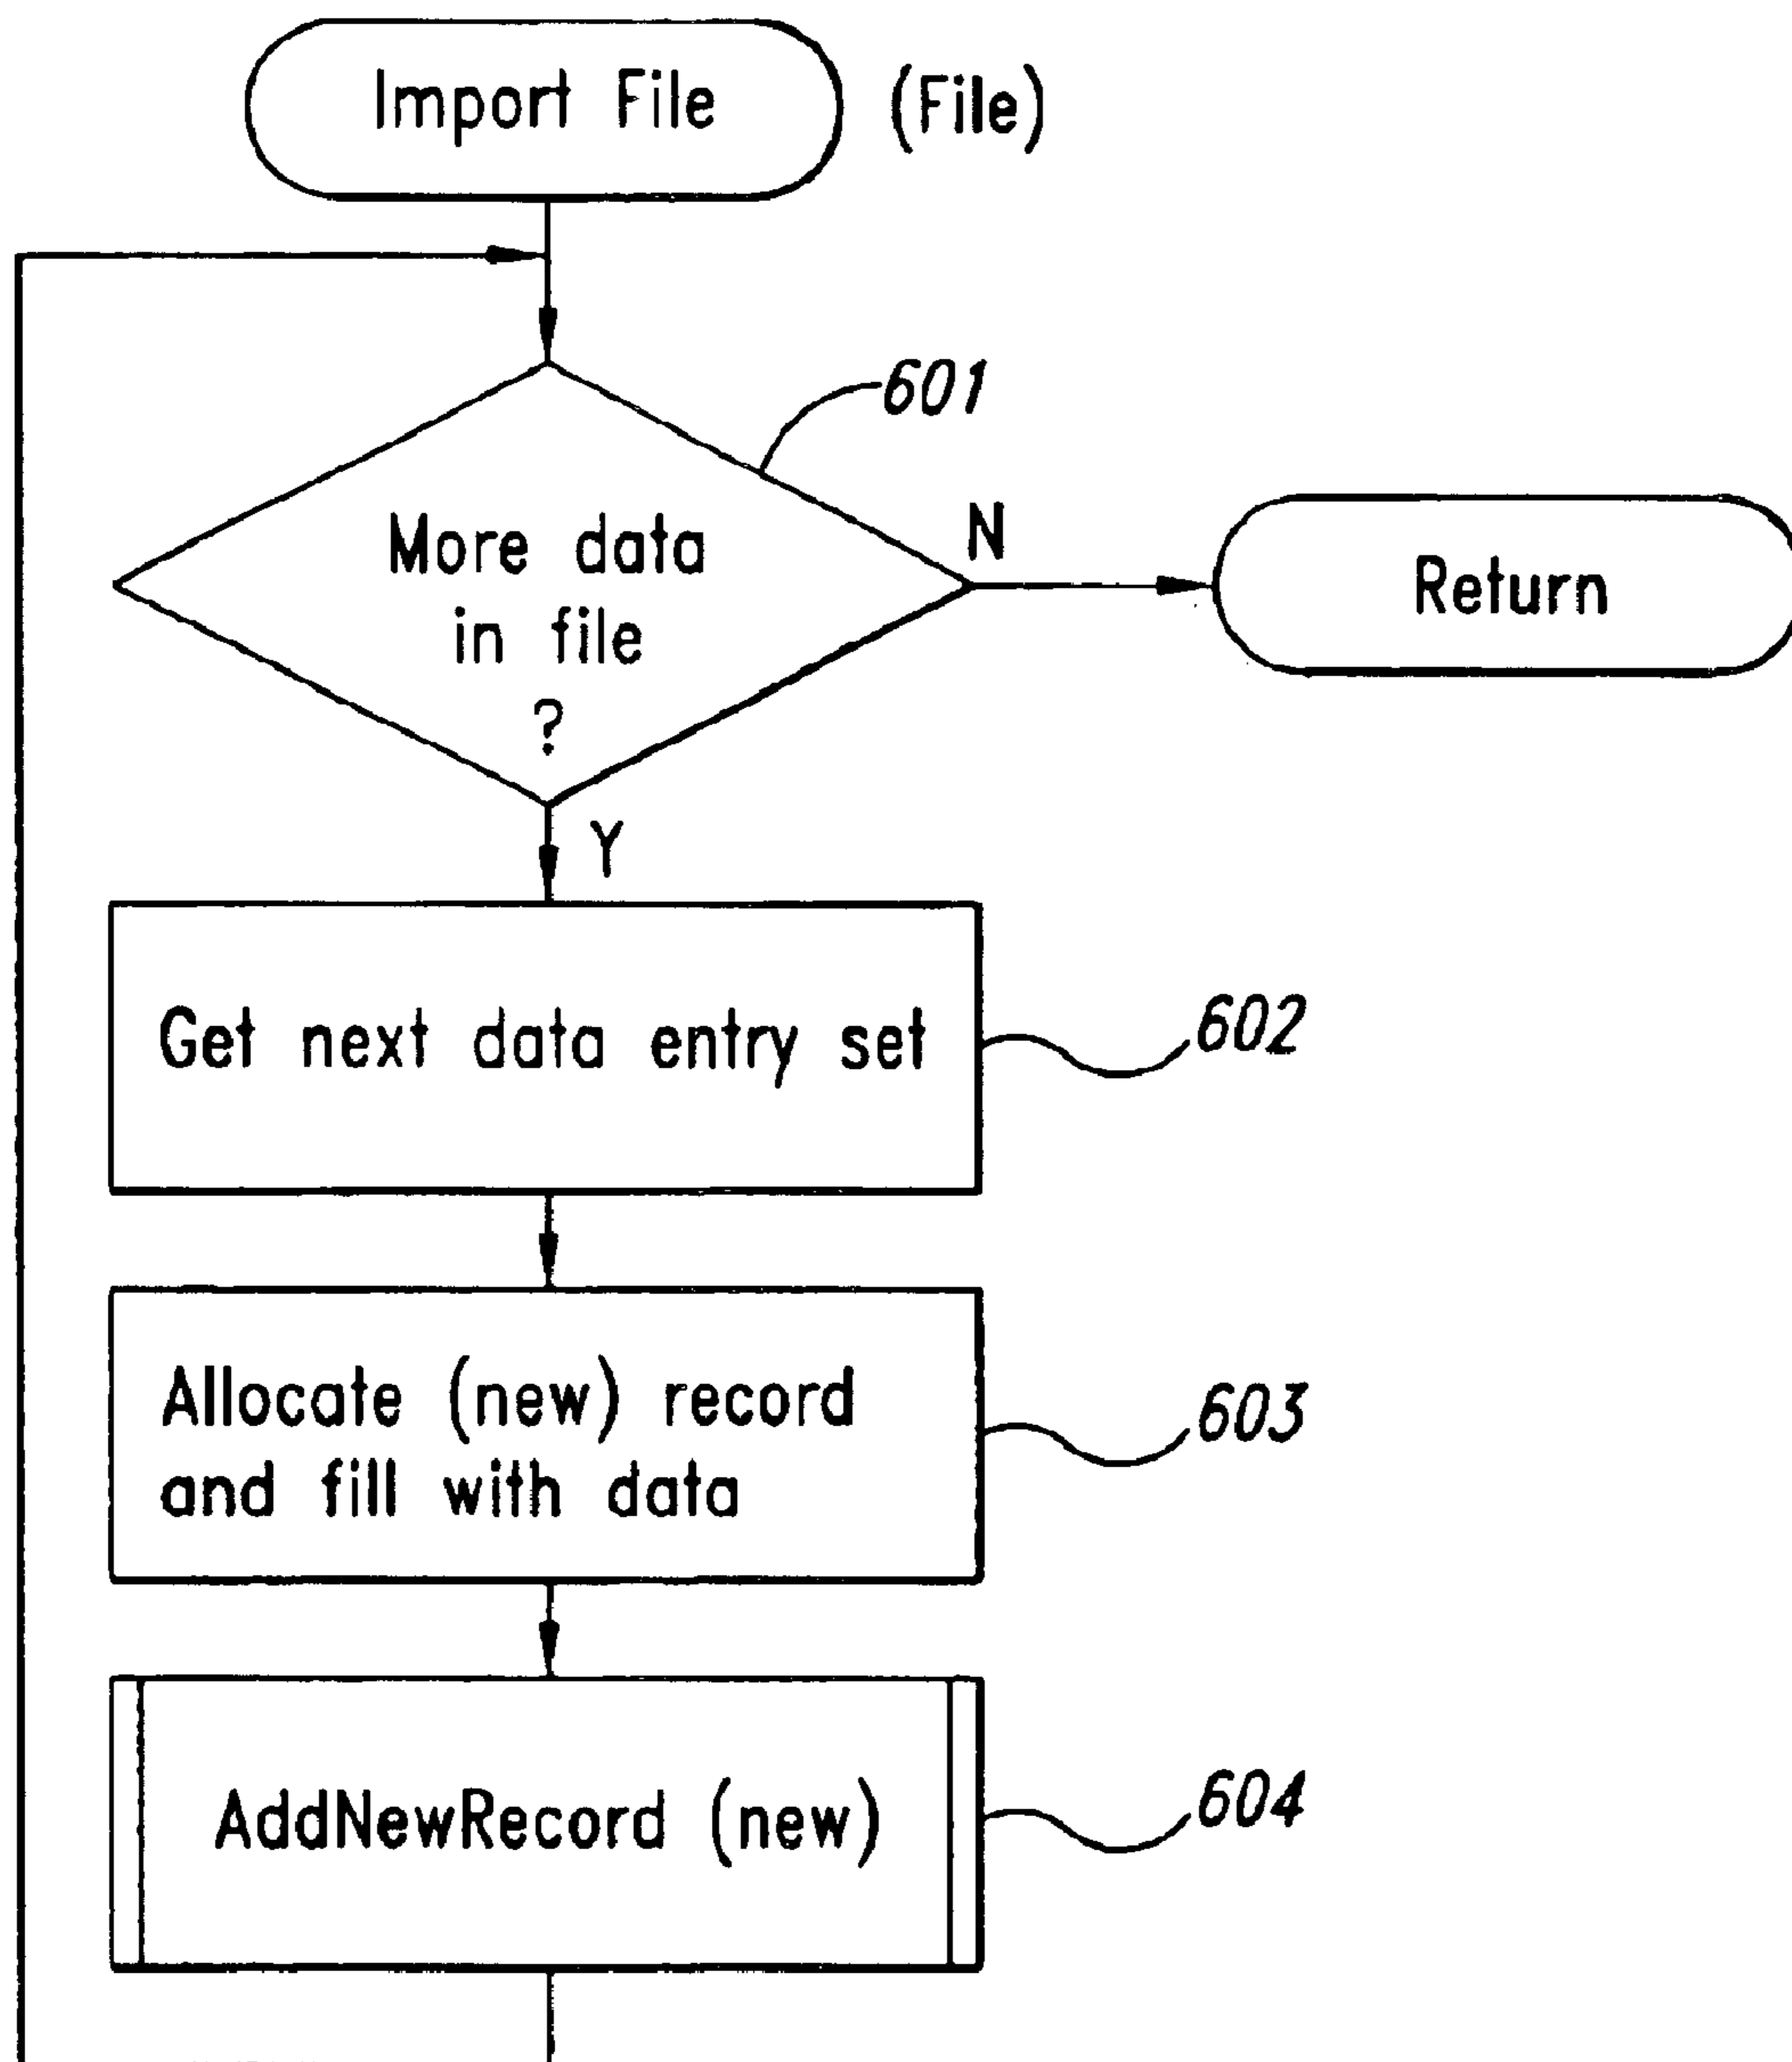 Import File (File)
601
More data
in file
?
N
Return
Y
Get next data entry set
602
Allocate (new) record
and fill with data
603
AddNewRecord (new)
604